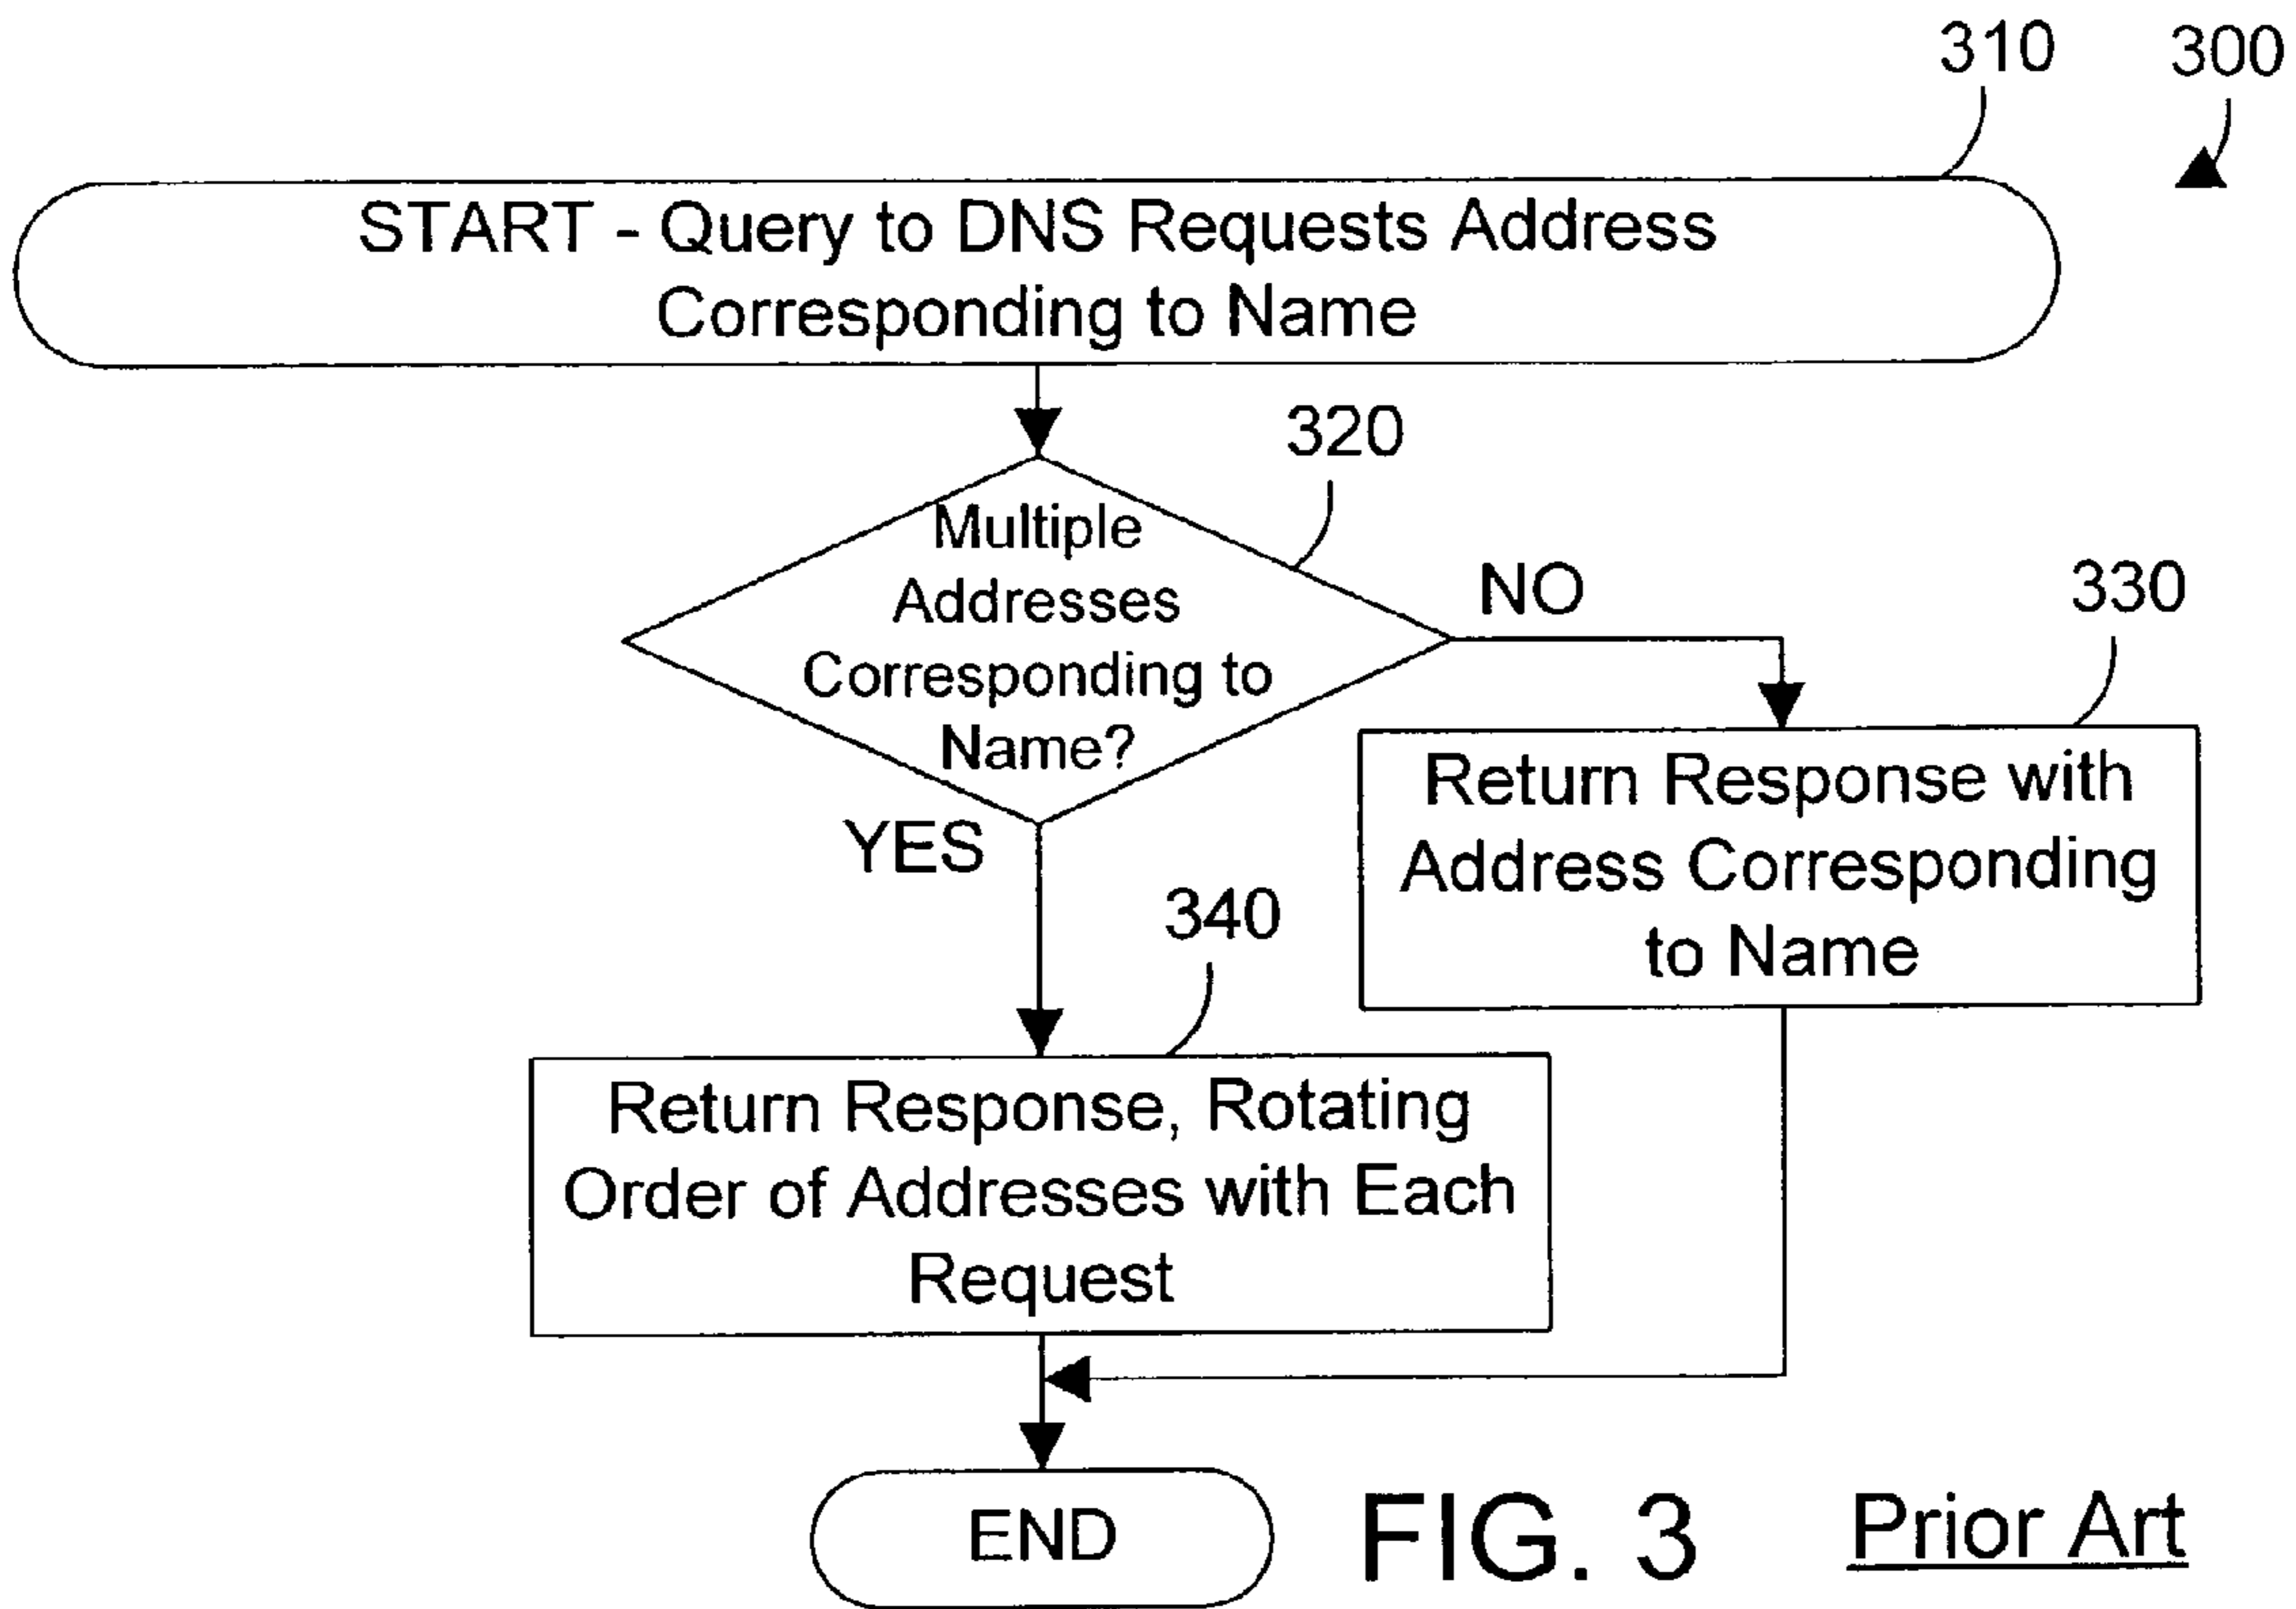 310
300
START - Query to DNS Requests Address
Corresponding to Name
320
Multiple
Addresses
Corresponding to
Name?
NO
330
YES
Return Response with
Address Corresponding
to Name
340
Return Response, Rotating
Order of Addresses with Each
Request
END
FIG. 3
Prior Art